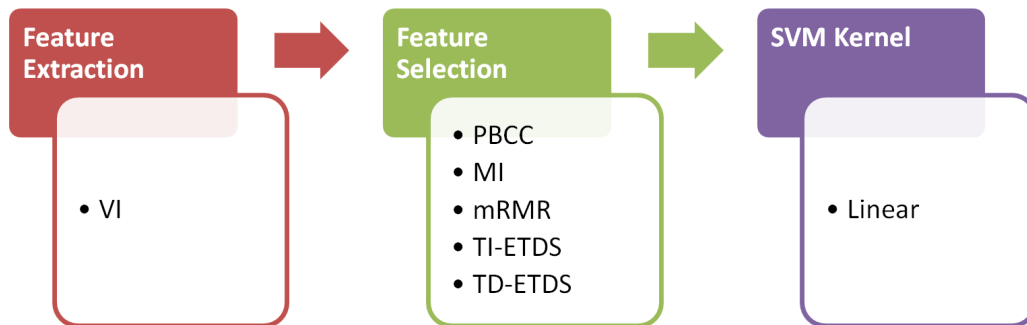 Feature
Extraction
• VI
Feature
Selection
• PBCC
• MI
• mRMR
• TI-ETDS
• TD-ETDS
SVM Kernel
• Linear